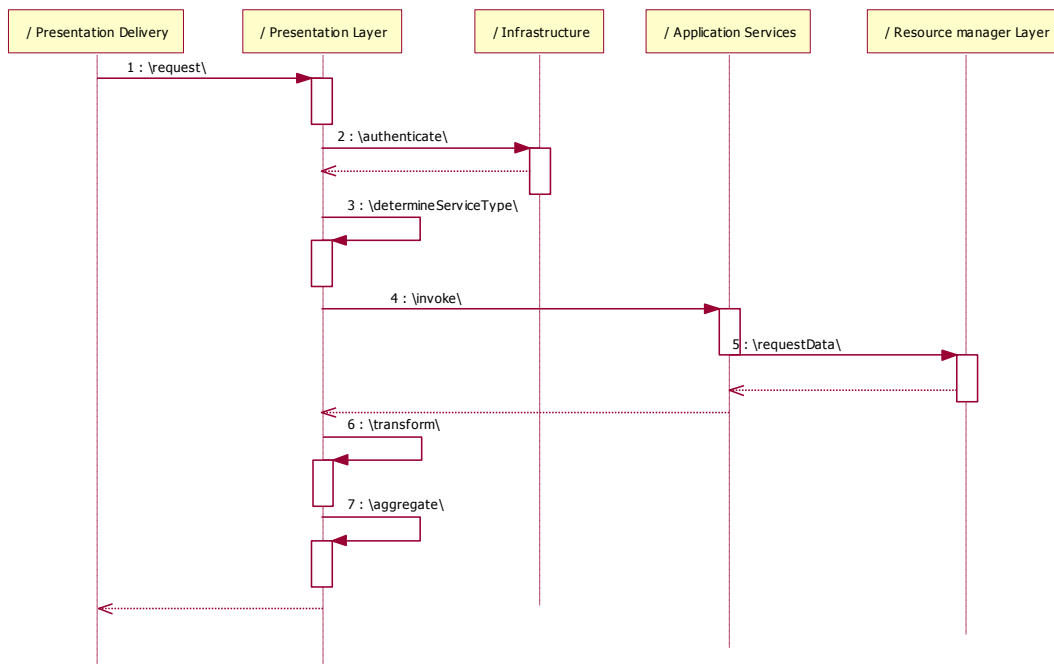 / Presentation Delivery
/ Presentation Layer
/ Infrastructure
/ Application Services
/ Resource manager Layer
1 : \request\
2 : \authenticate\
3 : \determineServiceType\
4 : \invoke\
5 : \requestData\
6 : \transform\
7 : \aggregate\